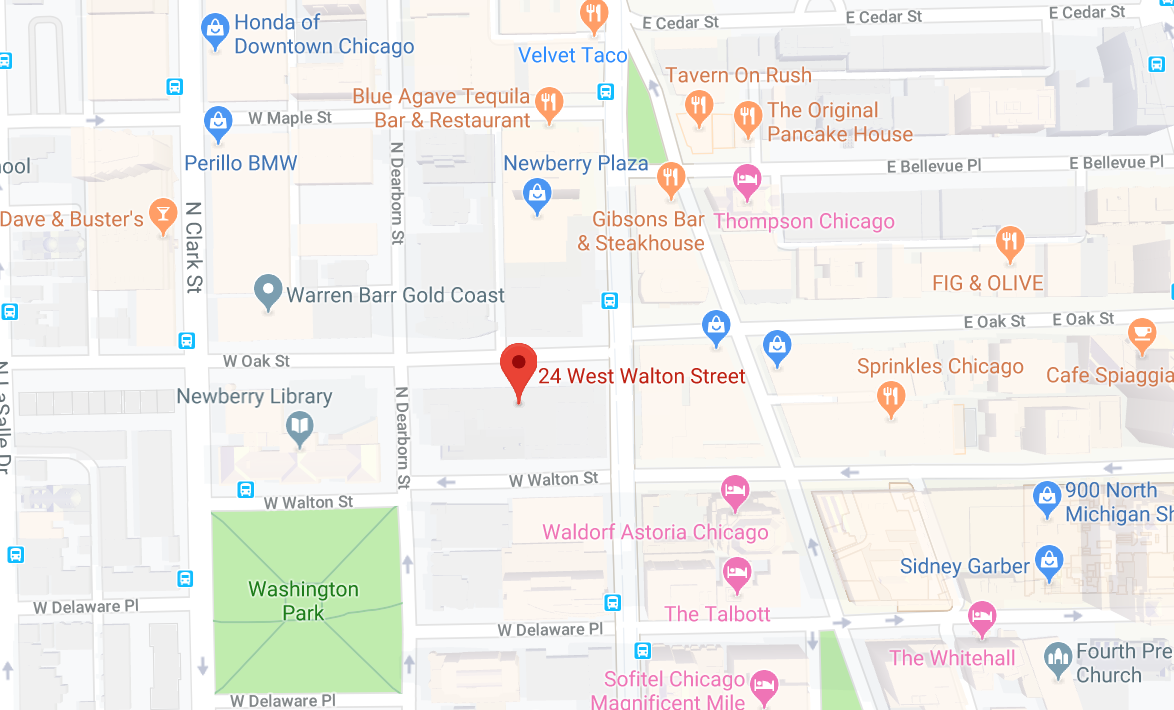 E Cedar St
E Cedar St
E Cedar St
Honda of
Downtown Chicago
Velvet Taco
Tavern On Rush
Blue Agave Tequila
Bar & Restaurant
The Original
Pancake House
W Maple St
Perillo BMW
Newberry Plaza
E Bellevue Pl
E Bellevue Pl
ool
N Dearborn St
Dave & Buster's
N Clark St
Gibsons Bar
& Steakhouse
Thompson Chicago
FIG & OLIVE
Warren Barr Gold Coast
E Oak St
E Oak St
W Oak St
24 West Walton Street
Sprinkles Chicago
Cafe Spiaggia
Newberry Library
N LaSalle Dr
N Dearborn St
W Walton St
W Walton St
900 North
Michigan Sh
Waldorf Astoria Chicago
Sidney Garber
Washington
Park
The Talbott
W Delaware Pl
W Delaware Pl
The Whitehall
Fourth Pre
Church
Sofitel Chicago
Magnificent Mile
W Delaware Pl